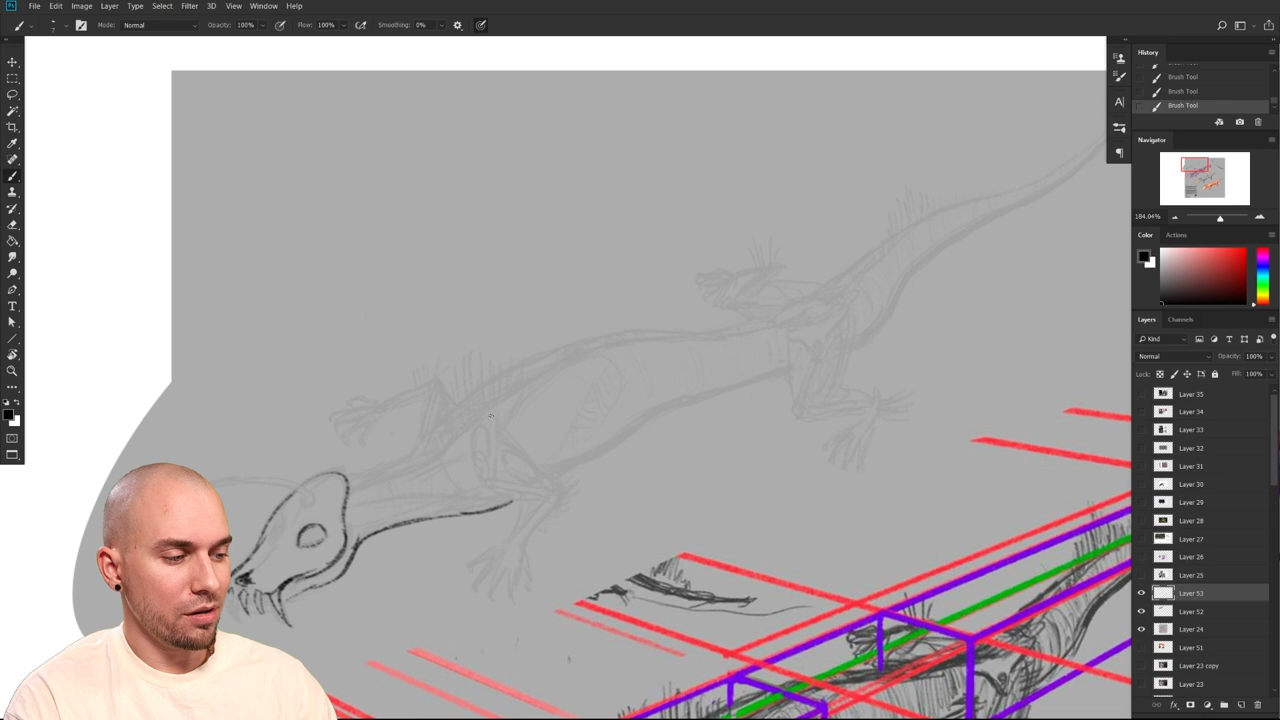 Ps File Edit Image Layer Type Select Filter 3D View Window Help
7 Mode: Normal Opacity: 100% Flow: 100% Smoothing: 0%
History
Brush Tool
Brush Tool
Brush Tool
Navigator
184.04%
Color Actions
Layers Channels
Kind
Normal Opacity: 100%
Lock: Fill: 100%
Layer 35
Layer 34
Layer 33
Layer 32
Layer 31
Layer 30
Layer 29
Layer 28
Layer 27
Layer 26
Layer 25
Layer 53
Layer 52
Layer 24
Layer 51
Layer 23 copy
Layer 23